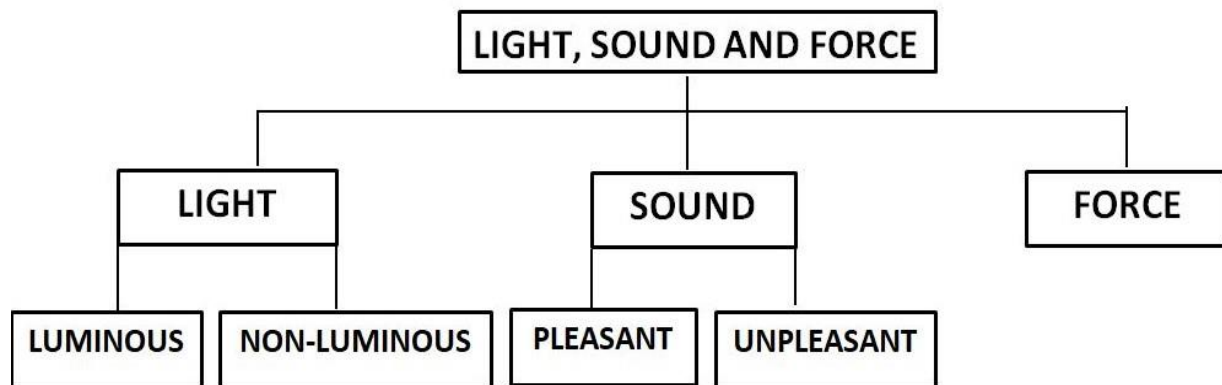 LIGHT, SOUND AND FORCE
LIGHT
SOUND
FORCE
LUMINOUS
NON-LUMINOUS
PLEASANT
UNPLEASANT